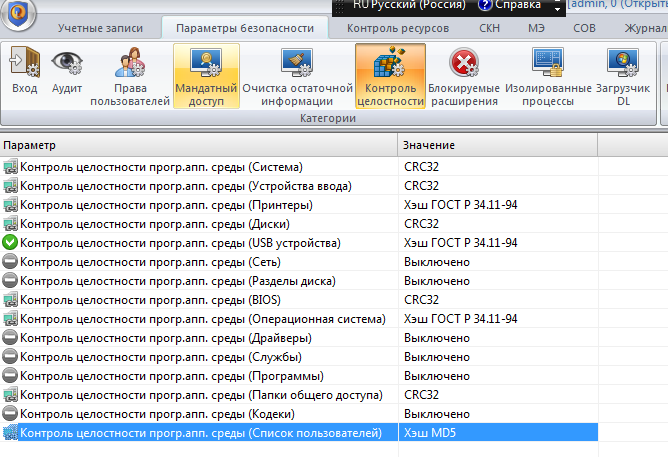 RU Русский (Россия) Справка [admin, 0 (Открыты
Учетные записи Параметры безопасности Контроль ресурсов СКН МЭ СОВ Журнал
Вход Аудит Права пользователей Мандатный доступ Очистка остаточной информации Контроль целостности Блокируемые расширения Изолированные процессы Загрузчик DL
Категории
Параметр Значение
Контроль целостности прогр.апп. среды (Система) CRC32
Контроль целостности прогр.апп. среды (Устройства ввода) CRC32
Контроль целостности прогр.апп. среды (Принтеры) Хэш ГОСТ Р 34.11-94
Контроль целостности прогр.апп. среды (Диски) CRC32
Контроль целостности прогр.апп. среды (USB устройства) Хэш ГОСТ Р 34.11-94
Контроль целостности прогр.апп. среды (Сеть) Выключено
Контроль целостности прогр.апп. среды (Разделы диска) Выключено
Контроль целостности прогр.апп. среды (BIOS) CRC32
Контроль целостности прогр.апп. среды (Операционная система) Хэш ГОСТ Р 34.11-94
Контроль целостности прогр.апп. среды (Драйверы) Выключено
Контроль целостности прогр.апп. среды (Службы) Выключено
Контроль целостности прогр.апп. среды (Программы) Выключено
Контроль целостности прогр.апп. среды (Папки общего доступа) CRC32
Контроль целостности прогр.апп. среды (Кодеки) Выключено
Контроль целостности прогр.апп. среды (Список пользователей) Хэш MD5